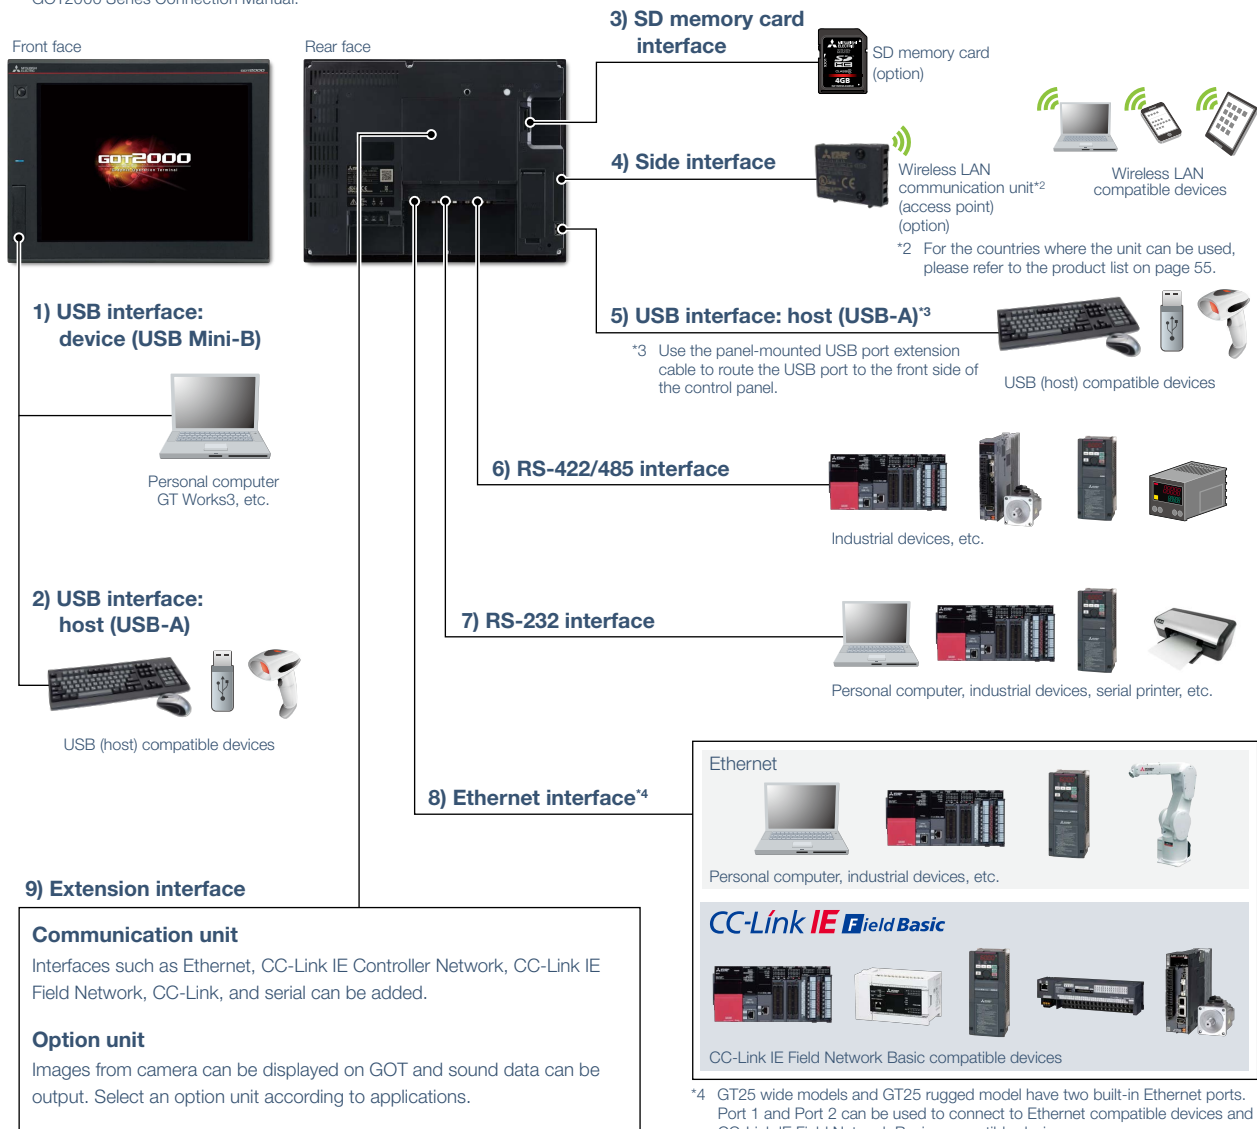 GOT2000 Series Connection Manual.
Front face
Rear face
3) SD memory card
interface
SD memory card
(option)
4GB
GOT2000
4) Side interface
Wireless LAN
communication unit*2
(access point)
(option)
Wireless LAN
compatible devices
*2 For the countries where the unit can be used,
please refer to the product list on page 55.
1) USB interface:
device (USB Mini-B)
Personal computer
GT Works3, etc.
5) USB interface: host (USB-A)*3
*3 Use the panel-mounted USB port extension
cable to route the USB port to the front side of
the control panel.
USB (host) compatible devices
6) RS-422/485 interface
Industrial devices, etc.
2) USB interface:
host (USB-A)
USB (host) compatible devices
7) RS-232 interface
Personal computer, industrial devices, serial printer, etc.
8) Ethernet interface*4
Ethernet
Personal computer, industrial devices, etc.
CC-Link IE Field Basic
CC-Link IE Field Network Basic compatible devices
*4 GT25 wide models and GT25 rugged model have two built-in Ethernet ports.
Port 1 and Port 2 can be used to connect to Ethernet compatible devices and
9) Extension interface
Communication unit
Interfaces such as Ethernet, CC-Link IE Controller Network, CC-Link IE
Field Network, CC-Link, and serial can be added.
Option unit
Images from camera can be displayed on GOT and sound data can be
output. Select an option unit according to applications.